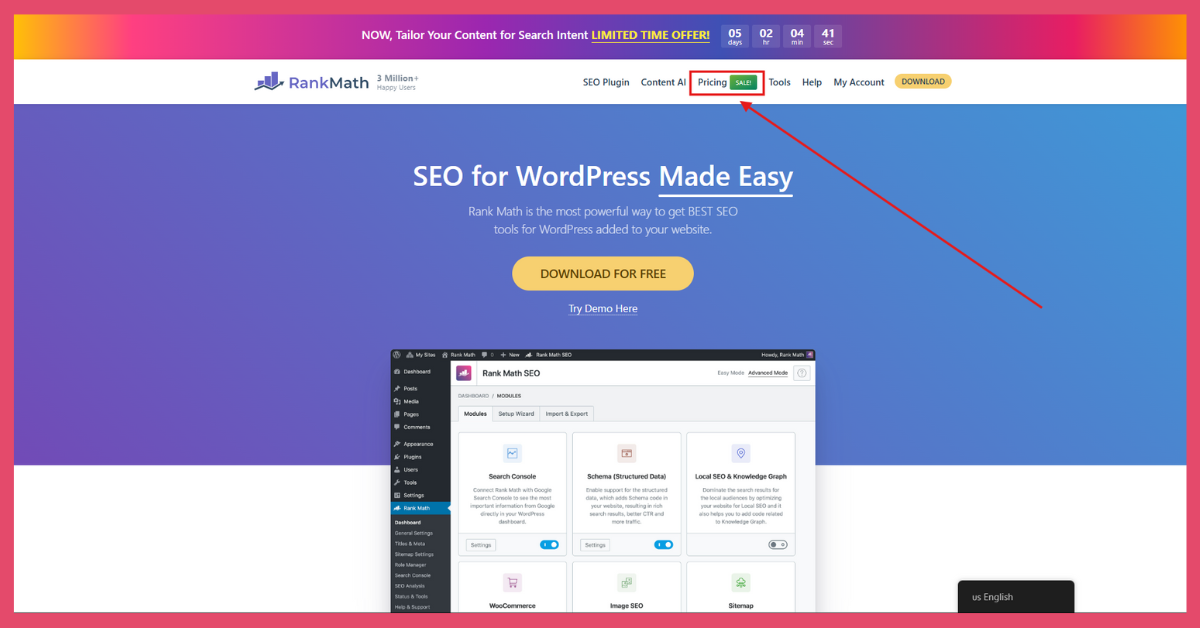 NOW, Tailor Your Content for Search Intent LIMITED TIME OFFER! 05 02 04 41
days hr min sec
RankMath 3 Million+
Happy Users
SEO Plugin Content AI Pricing SALE! Tools Help My Account DOWNLOAD
SEO for WordPress Made Easy
Rank Math is the most powerful way to get BEST SEO
tools for WordPress added to your website.
DOWNLOAD FOR FREE
Try Demo Here
My Sites Rank Math 0 New Rank Math SEO Howdy, Rank Math
Dashboard
Posts
Media
Pages
Comments
Appearance
Plugins
Users
Tools
Settings
Rank Math
Dashboard
General Settings
Titles & Meta
Sitemap Settings
Role Manager
Search Console
SEO Analysis
Status & Tools
Help & Support
Rank Math SEO Easy Mode Advanced Mode
DASHBOARD / MODULES
Modules Setup Wizard Import & Export
Search Console
Connect Rank Math with Google
Search Console to see the most
important information from Google
directly in your WordPress
dashboard.
Settings
Schema (Structured Data)
Enable support for the structured
data, which adds Schema code in
your website, resulting in rich
search results, better CTR and
more traffic.
Settings
Local SEO & Knowledge Graph
Dominate the search results for
the local audiences by optimizing
your website for Local SEO and it
also helps you to add code related
to Knowledge Graph.
WooCommerce
Image SEO
Sitemap
us English